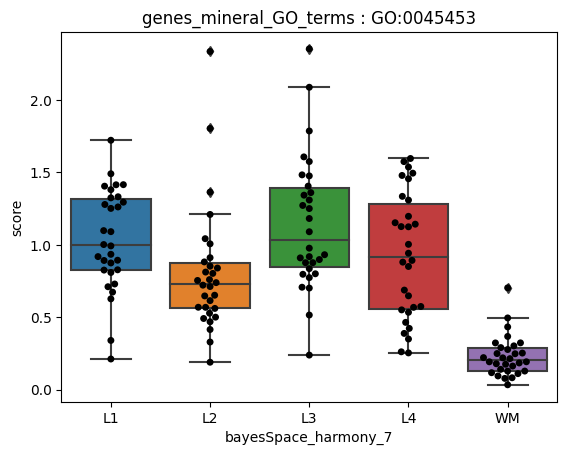 genes_mineral_GO_terms : GO:0045453
2.0
1.5
1.0
0.5
0.0
score
L1 L2 L3 L4 WM
bayesSpace_harmony_7